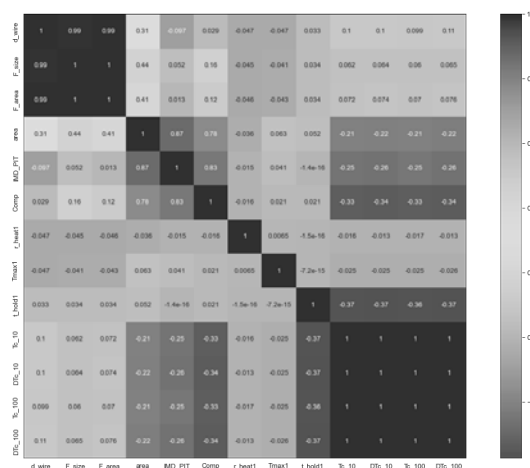 d_wire 1 0.99 0.99 0.31 -0.097 0.029 -0.047 -0.047 0.033 0.1 0.1 0.099 0.11
F_size 0.99 1 1 0.44 0.052 0.16 -0.045 -0.041 0.034 0.062 0.064 0.06 0.065
F_area 0.99 1 1 0.41 0.013 0.12 -0.046 -0.043 0.034 0.072 0.074 0.07 0.076
area 0.31 0.44 0.41 1 0.87 0.78 -0.036 0.063 0.052 -0.21 -0.22 -0.21 -0.22
IMD_PIT -0.097 0.052 0.013 0.87 1 0.83 -0.015 0.041 -1.4e-16 -0.25 -0.26 -0.25 -0.26
Comp 0.029 0.16 0.12 0.78 0.83 1 -0.016 0.021 0.021 -0.33 -0.34 -0.33 -0.34
r_heat1 -0.047 -0.045 -0.046 -0.036 -0.015 -0.016 1 0.0065 -1.5e-16 -0.016 -0.013 -0.017 -0.013
Tmax1 -0.047 -0.041 -0.043 0.063 0.041 0.021 0.0065 1 -7.2e-15 -0.025 -0.025 -0.025 -0.026
t_hold1 0.033 0.034 0.034 0.052 -1.4e-16 0.021 -1.5e-16 -7.2e-15 1 -0.37 -0.37 -0.36 -0.37
Tc_10 0.1 0.062 0.072 -0.21 -0.25 -0.33 -0.016 -0.025 -0.37 1 1 1 1
DTc_10 0.1 0.064 0.074 -0.22 -0.26 -0.34 -0.013 -0.025 -0.37 1 1 1 1
Tc_100 0.099 0.06 0.07 -0.21 -0.25 -0.33 -0.017 -0.025 -0.36 1 1 1 1
DTc_100 0.11 0.065 0.076 -0.22 -0.26 -0.34 -0.013 -0.026 -0.37 1 1 1 1
d_wire F_size F_area area IMD_PIT Comp r_heat1 Tmax1 t_hold1 Tc_10 DTc_10 Tc_100 DTc_100